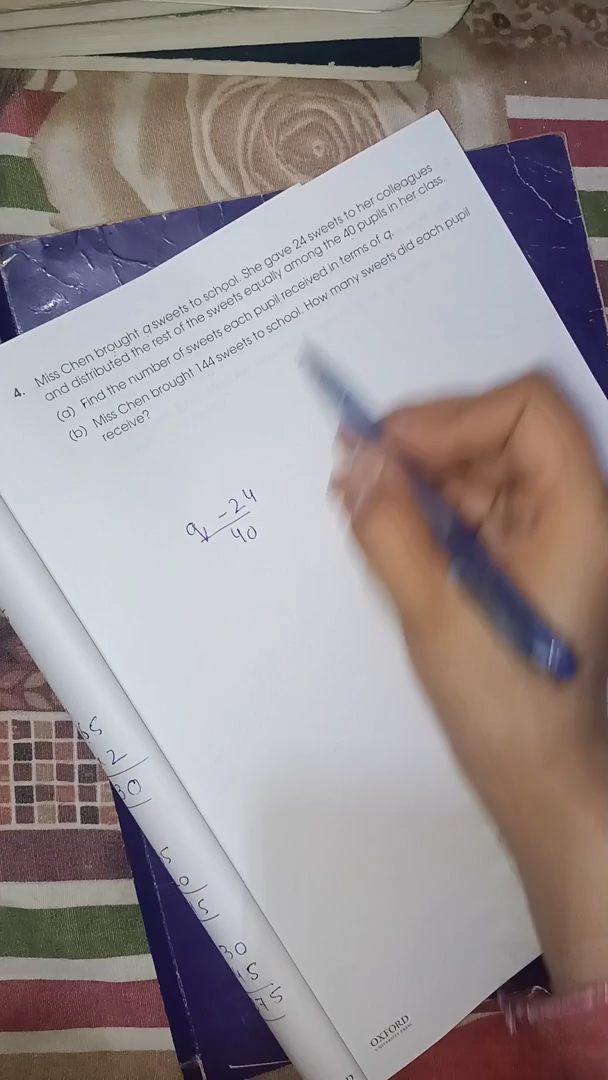 4. Miss Chen brought q sweets to school. She gave 24 sweets to her colleagues
and distributed the rest of the sweets equally among the 40 pupils in her class.
(a) Find the number of sweets each pupil received in terms of q.
(b) Miss Chen brought 144 sweets to school. How many sweets did each pupil
receive?
q - 24
40
OXFORD
UNIVERSITY PRESS